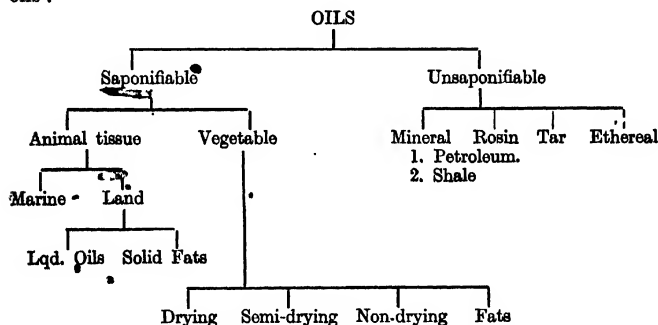 oils :
OILS
Saponifiable Unsaponifiable
Animal tissue Vegetable Mineral Rosin Tar Ethereal
1. Petroleum.
2. Shale
Marine Land
Lqd. Oils Solid Fats
Drying Semi-drying Non-drying Fats